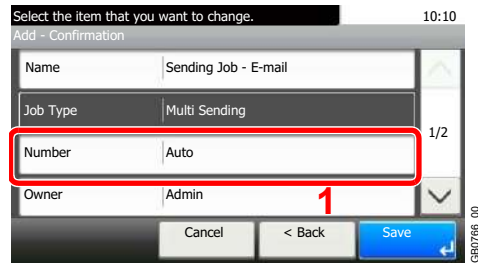 Select the item that you want to change. 10:10
Add - Confirmation
Name Sending Job - E-mail
Job Type Multi Sending
1/2
Number Auto
Owner Admin
1
Cancel < Back Save
GB0766_00